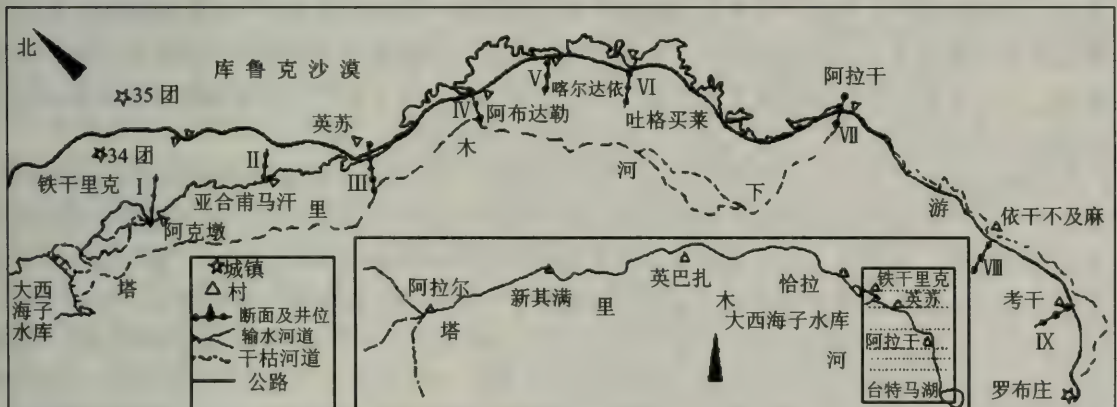 北
库鲁克沙漠
35团
34团
铁干里克
I
II
亚合甫马汗
阿克墩
大西
海子
水库
塔
里
英苏
III
IV
阿布达勒
木
V
喀尔达依
VI
吐格买莱
河
下
阿拉干
VII
游
依干不及麻
VIII
考干
IX
罗布庄
城镇
村
断面及井位
输水河道
干枯河道
公路
阿拉尔
塔
新其满
里
英巴扎
木
恰拉
大西海子水库
河
铁干里克
英苏
阿拉干
台特马湖